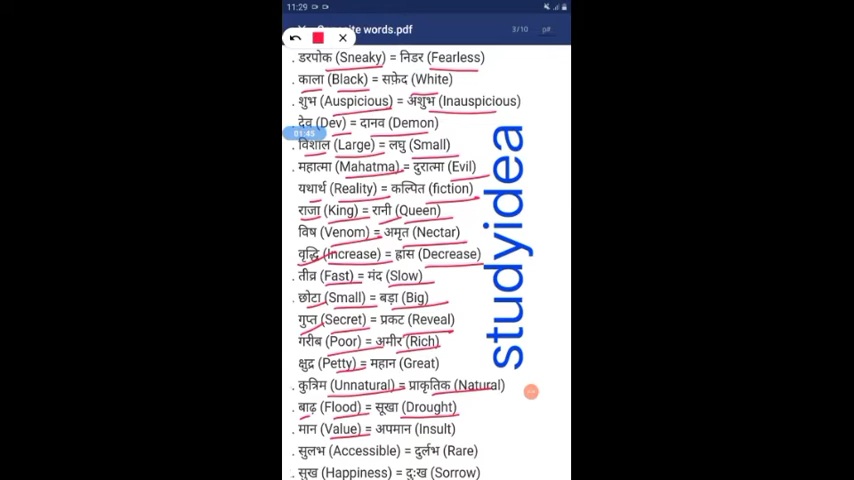 11:29
Opposite words.pdf 3/10
. डरपोक (Sneaky) = निडर (Fearless)
. काला (Black) = सफ़ेद (White)
. शुभ (Auspicious) = अशुभ (Inauspicious)
. देव (Dev) = दानव (Demon)
01:45
. विशाल (Large) = लघु (Small)
. महात्मा (Mahatma) = दुरात्मा (Evil)
यथार्थ (Reality) = कल्पित (fiction)
. राजा (King) = रानी (Queen)
विष (Venom) = अमृत (Nectar)
वृद्धि (Increase) = ह्रास (Decrease)
. तीव्र (Fast) = मंद (Slow)
. छोटा (Small) = बड़ा (Big)
गुप्त (Secret) = प्रकट (Reveal)
. गरीब (Poor) = अमीर (Rich)
क्षुद्र (Petty) = महान (Great)
. कुत्रिम (Unnatural) = प्राकृतिक (Natural)
. बाढ़ (Flood) = सूखा (Drought)
. मान (Value) = अपमान (Insult)
. सुलभ (Accessible) = दुर्लभ (Rare)
. सुख (Happiness) = दुःख (Sorrow)
studyidea